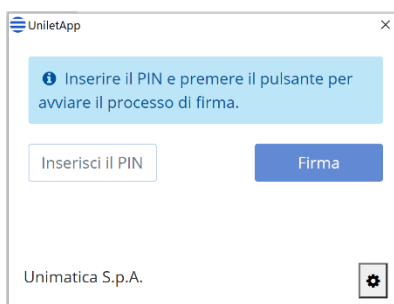 UniletApp
Inserire il PIN e premere il pulsante per
avviare il processo di firma.
Inserisci il PIN
Firma
Unimatica S.p.A.